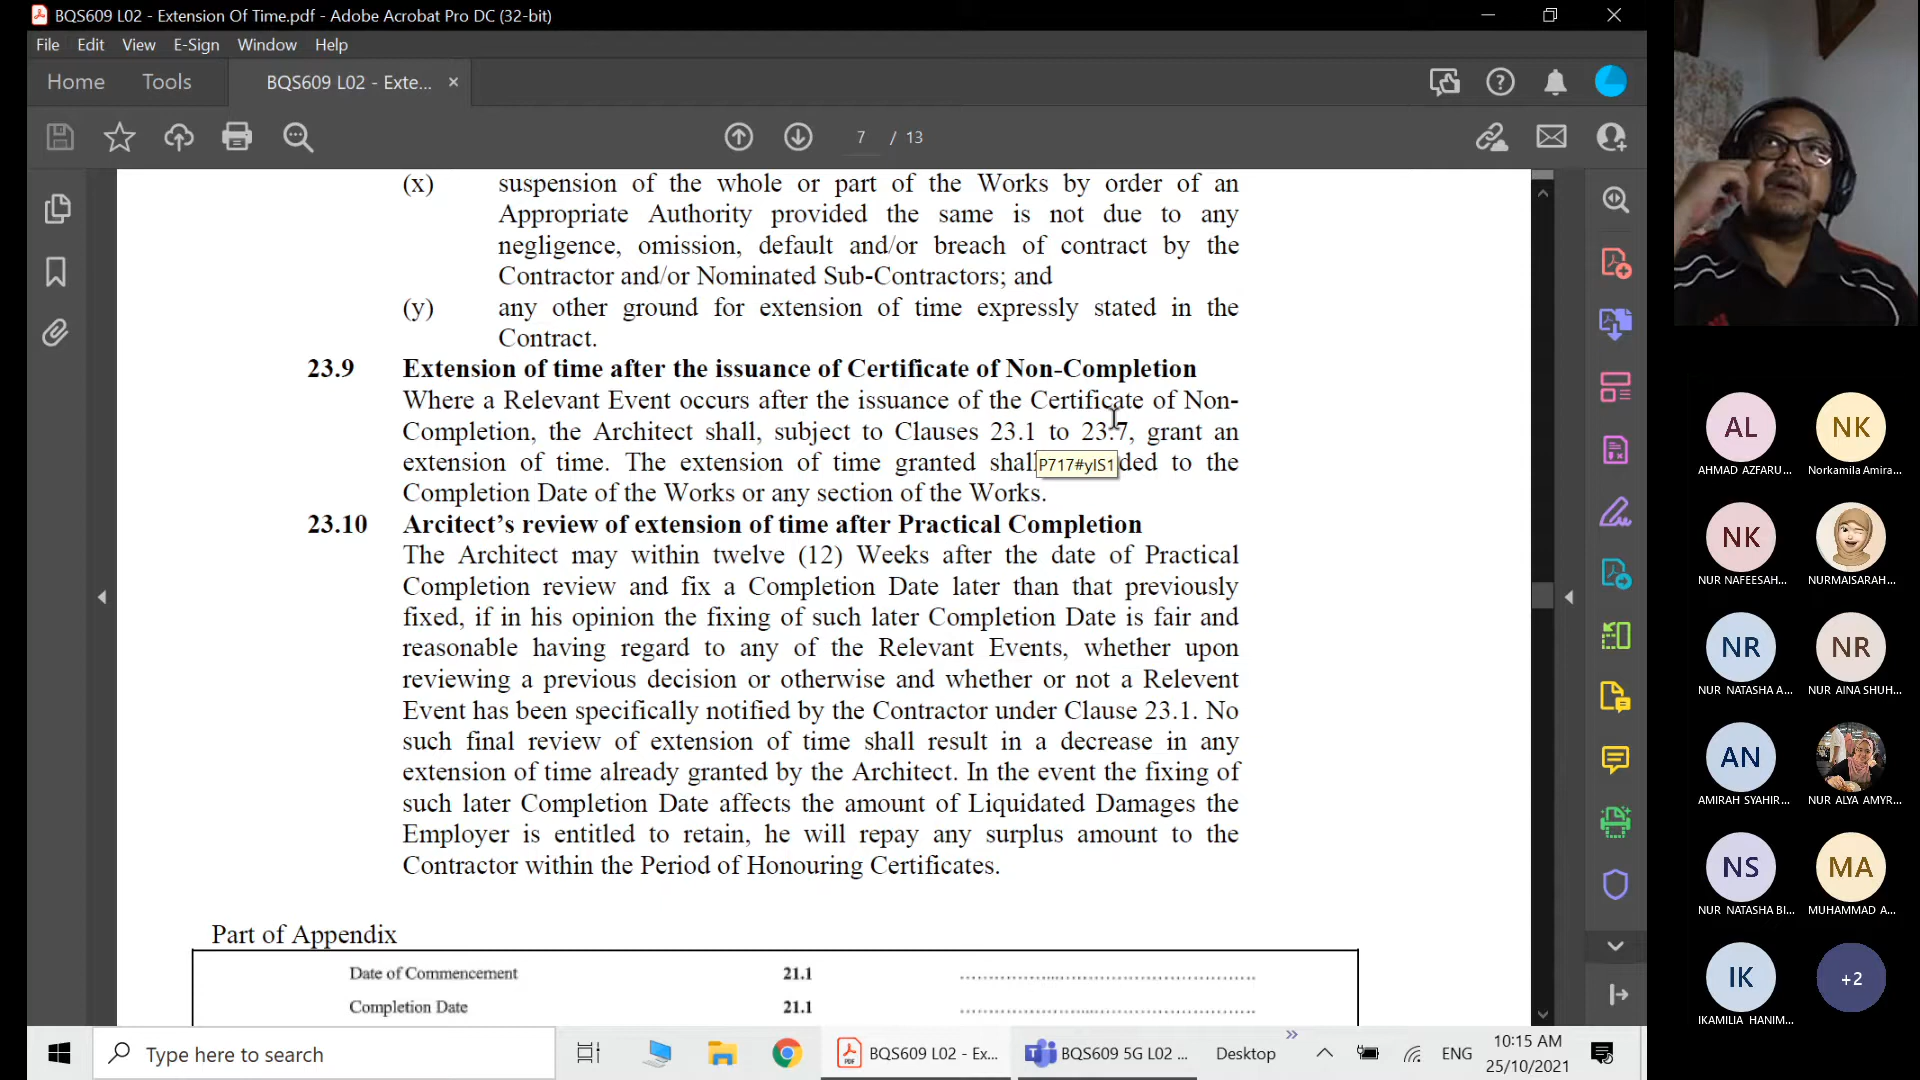 BQS609 L02 - Extension Of Time.pdf - Adobe Acrobat Pro DC (32-bit)
File Edit View E-Sign Window Help
Home Tools BQS609 L02 - Exte...
7 / 13
(x) suspension of the whole or part of the Works by order of an
Appropriate Authority provided the same is not due to any
negligence, omission, default and/or breach of contract by the
Contractor and/or Nominated Sub-Contractors; and
(y) any other ground for extension of time expressly stated in the
Contract.
23.9 Extension of time after the issuance of Certificate of Non-Completion
Where a Relevant Event occurs after the issuance of the Certificate of Non-
Completion, the Architect shall, subject to Clauses 23.1 to 23.7, grant an
extension of time. The extension of time granted shall ded to the
P717#yIS1
Completion Date of the Works or any section of the Works.
23.10 Arcitect's review of extension of time after Practical Completion
The Architect may within twelve (12) Weeks after the date of Practical
Completion review and fix a Completion Date later than that previously
fixed, if in his opinion the fixing of such later Completion Date is fair and
reasonable having regard to any of the Relevant Events, whether upon
reviewing a previous decision or otherwise and whether or not a Relevent
Event has been specifically notified by the Contractor under Clause 23.1. No
such final review of extension of time shall result in a decrease in any
extension of time already granted by the Architect. In the event the fixing of
such later Completion Date affects the amount of Liquidated Damages the
Employer is entitled to retain, he will repay any surplus amount to the
Contractor within the Period of Honouring Certificates.
Part of Appendix
Date of Commencement 21.1 ..........................................................
Completion Date 21.1 ..........................................................
AL NK
AHMAD AZFARU... Norkamila Amira...
NK
NUR NAFEESAH... NURMAISARAH...
NR NR
NUR NATASHA A... NUR AINA SHUH...
AN
AMIRAH SYAHIR... NUR ALYA AMYR...
NS MA
NUR NATASHA BI... MUHAMMAD A...
IK +2
IKAMILIA HANIM...
Type here to search
BQS609 L02 - Ex...
BQS609 5G L02 ...
Desktop
ENG
10:15 AM
25/10/2021